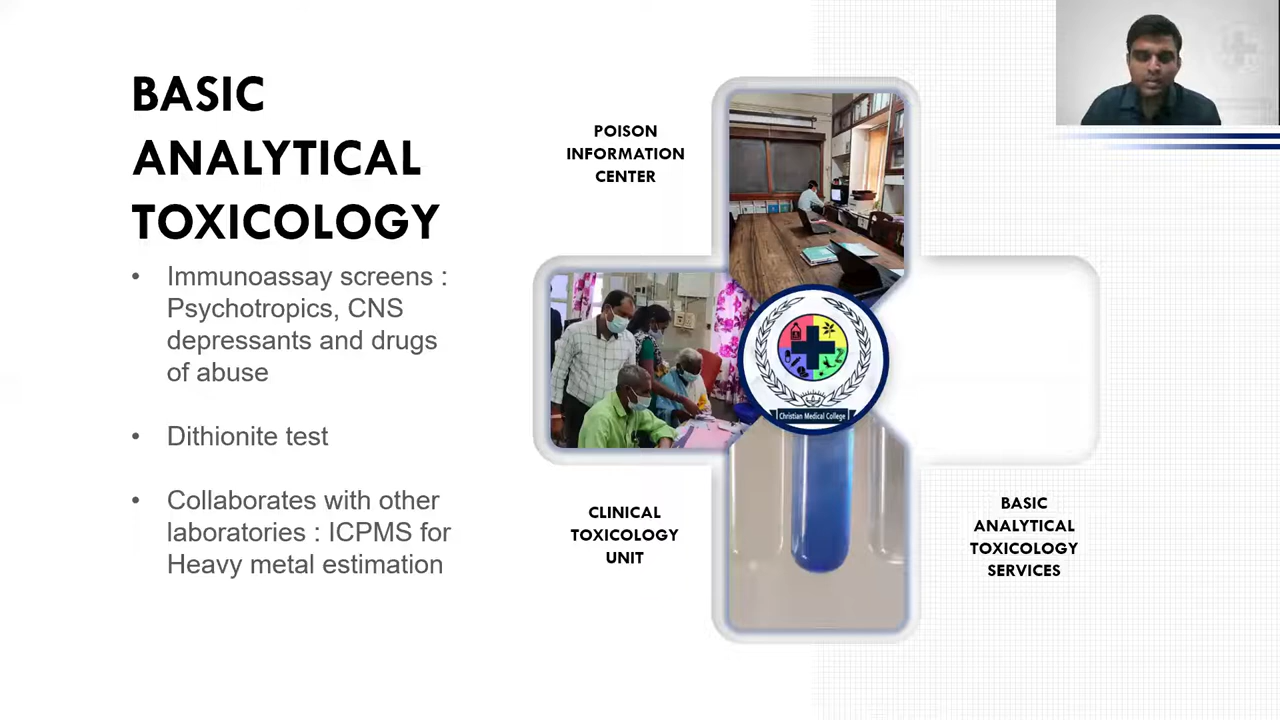 BASIC
ANALYTICAL
TOXICOLOGY
• Immunoassay screens :
Psychotropics, CNS
depressants and drugs
of abuse
• Dithionite test
• Collaborates with other
laboratories : ICPMS for
Heavy metal estimation
POISON
INFORMATION
CENTER
Christian Medical College
CLINICAL
TOXICOLOGY
UNIT
BASIC
ANALYTICAL
TOXICOLOGY
SERVICES